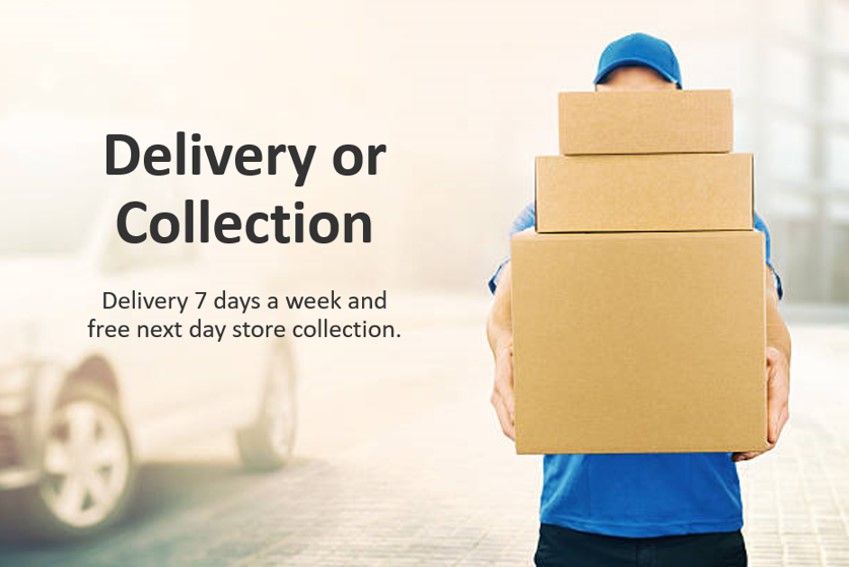 Delivery or
Collection
Delivery 7 days a week and
free next day store collection.